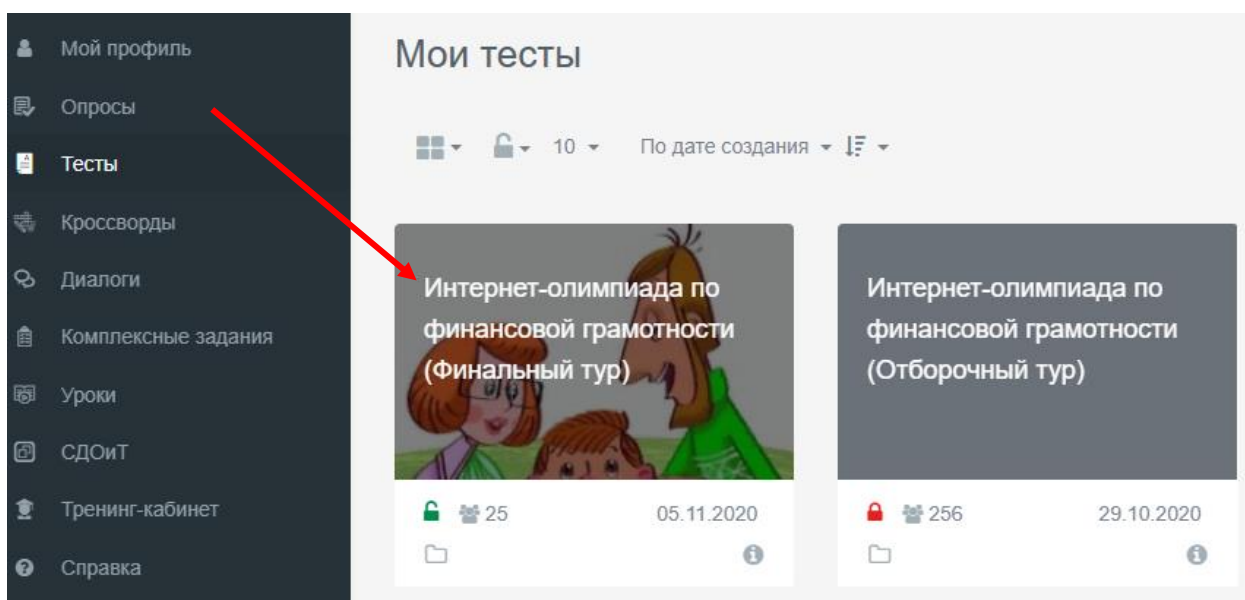 Мой профиль
Опросы
Тесты
Кроссворды
Диалоги
Комплексные задания
Уроки
СДОиТ
Тренинг-кабинет
Справка
Мои тесты
10 По дате создания
Интернет-олимпиада по
финансовой грамотности
(Финальный тур)
25 05.11.2020
Интернет-олимпиада по
финансовой грамотности
(Отборочный тур)
256 29.10.2020